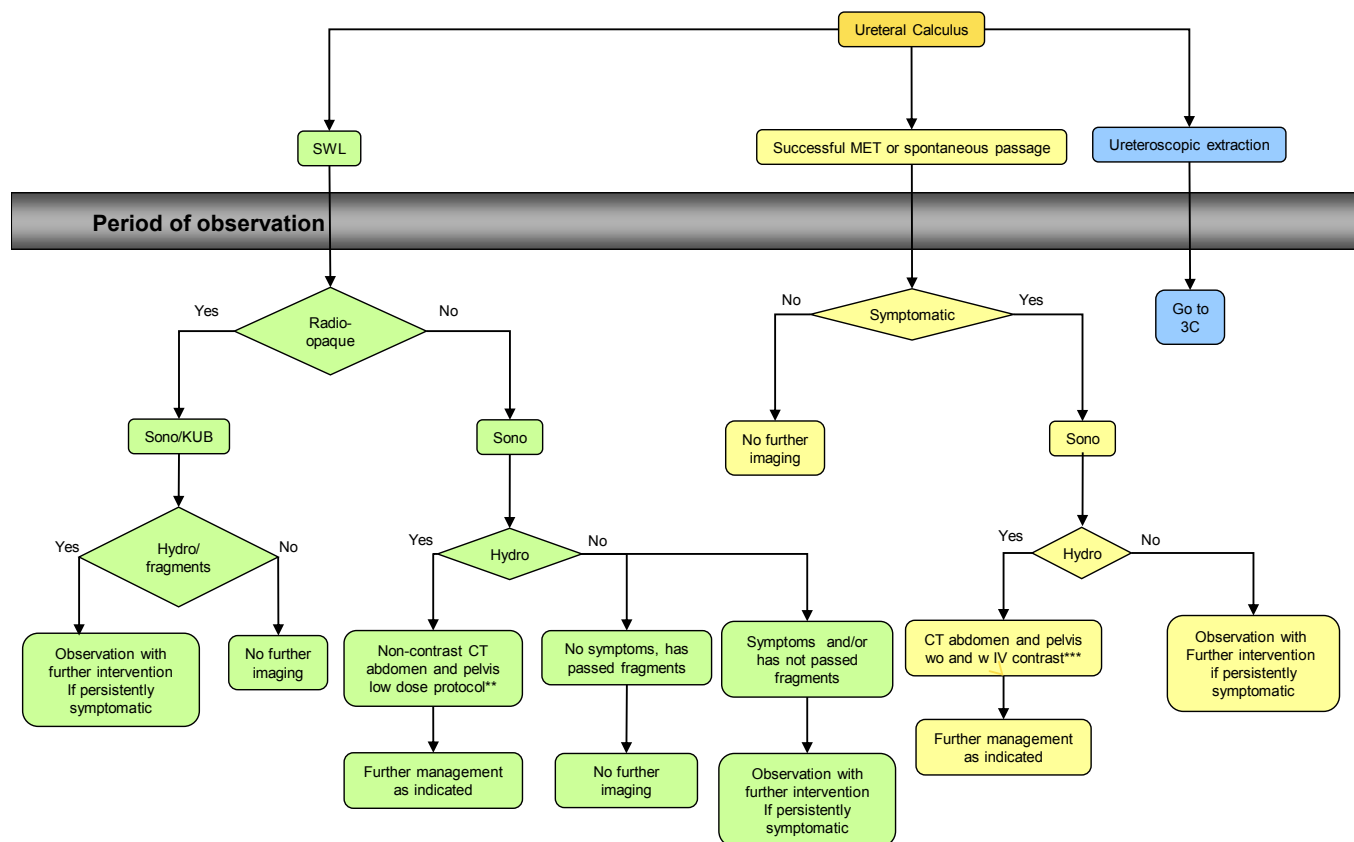 Ureteral Calculus
SWL
Successful MET or spontaneous passage
Ureteroscopic extraction
Period of observation
Yes
Radio-
opaque
No
No
Symptomatic
Yes
Go to
3C
Sono/KUB
Sono
No further
imaging
Sono
Yes
Hydro/
fragments
No
Yes
Hydro
No
Yes
Hydro
No
Observation with
further intervention
If persistently
symptomatic
No further
imaging
Non-contrast CT
abdomen and pelvis
low dose protocol**
No symptoms, has
passed fragments
Symptoms and/or
has not passed
fragments
CT abdomen and pelvis
wo and w IV contrast***
Observation with
Further intervention
if persistently
symptomatic
Further management
as indicated
No further
imaging
Observation with
further intervention
If persistently
symptomatic
Further management
as indicated